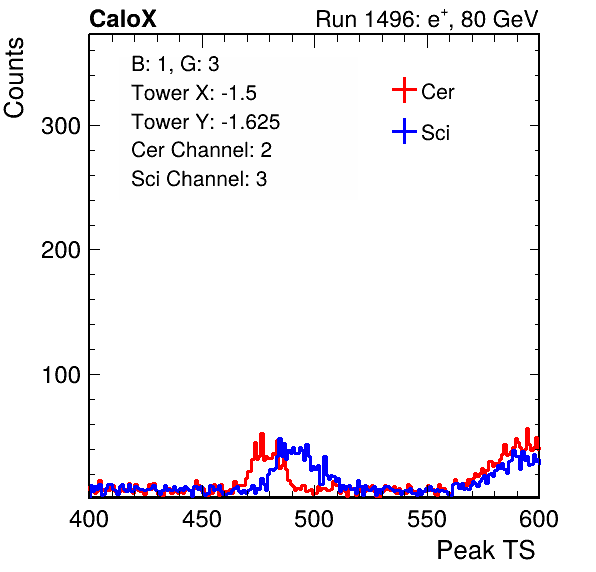 CaloX Run 1496: e⁺, 80 GeV
Counts
B: 1, G: 3
Tower X: -1.5
Tower Y: -1.625
Cer Channel: 2
Sci Channel: 3
Cer
Sci
300
200
100
400 450 500 550 600
Peak TS